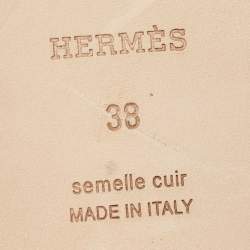 HERMÈS
38
semelle cuir
MADE IN ITALY